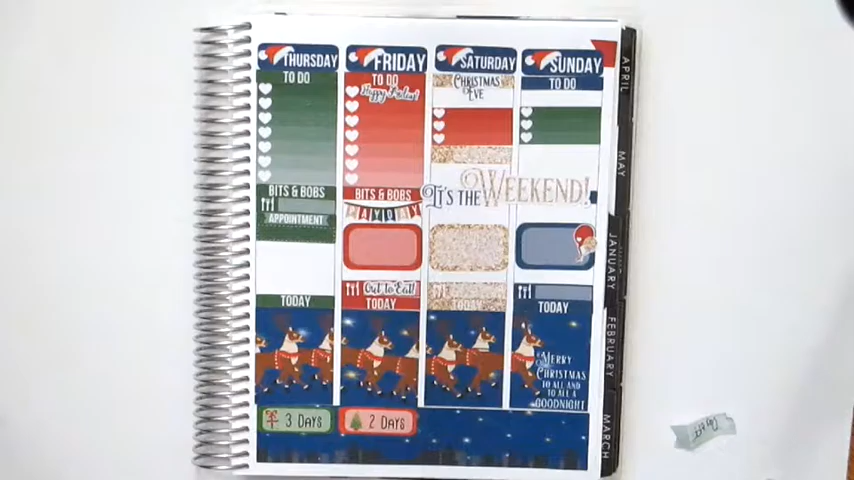 THURSDAY FRIDAY SATURDAY SUNDAY
TO DO TO DO CHRISTMAS EVE TO DO
Happy
BITS & BOBS BITS & BOBS IT'S THE WEEKEND!
APPOINTMENT PAYDAY
Out to Eat!
TODAY TODAY TODAY TODAY
MERRY
CHRISTMAS
TO ALL AND
TO ALL A
GOODNIGHT
3 DAYS 2 DAYS
APRIL
MAY
JANUARY
FEBRUARY
MARCH